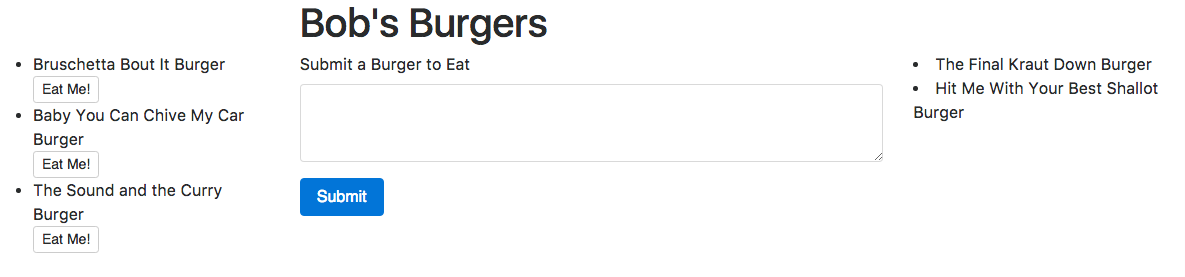 Bob's Burgers
Bruschetta Bout It Burger
Eat Me!
Baby You Can Chive My Car
Burger
Eat Me!
The Sound and the Curry
Burger
Eat Me!
Submit a Burger to Eat
Submit
The Final Kraut Down Burger
Hit Me With Your Best Shallot
Burger